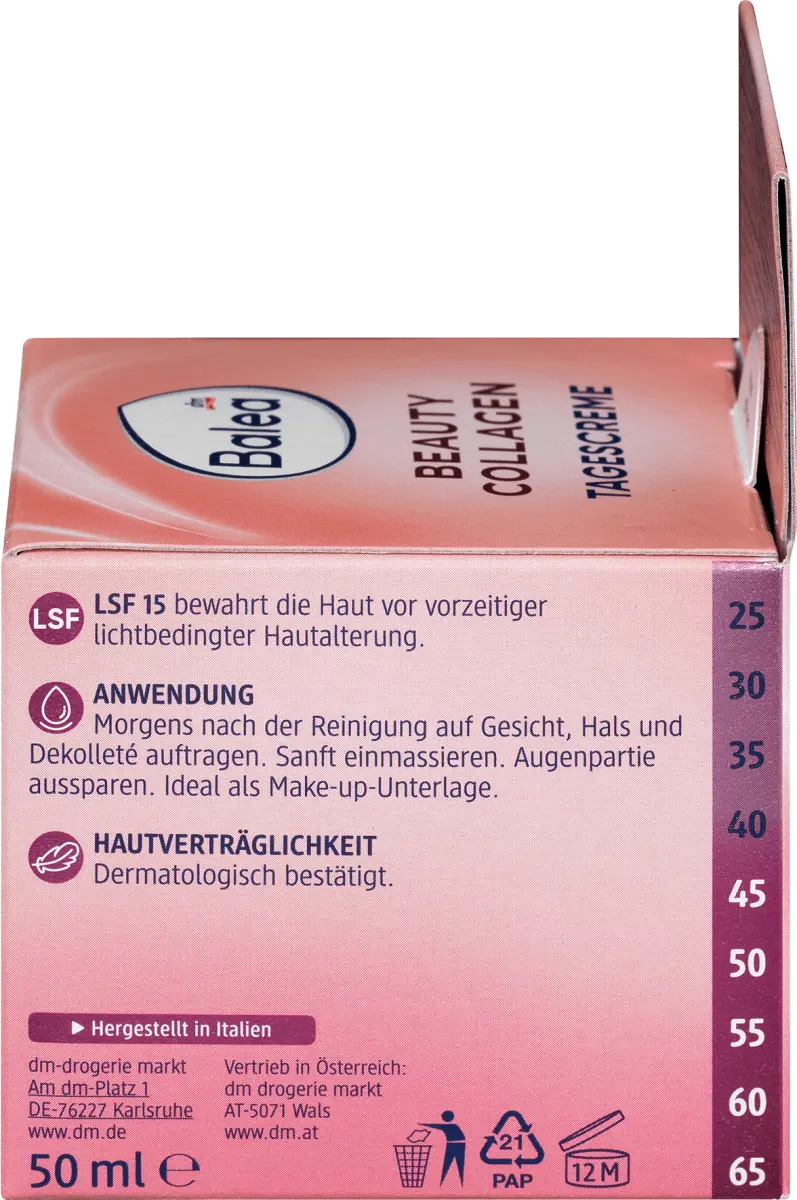 dm
Balea
BEAUTY
COLLAGEN
TAGESCREME
LSF
LSF 15 bewahrt die Haut vor vorzeitiger
lichtbedingter Hautalterung.
ANWENDUNG
Morgens nach der Reinigung auf Gesicht, Hals und
Dekolleté auftragen. Sanft einmassieren. Augenpartie
aussparen. Ideal als Make-up-Unterlage.
HAUTVERTRÄGLICHKEIT
Dermatologisch bestätigt.
Hergestellt in Italien
dm-drogerie markt
Am dm-Platz 1
DE-76227 Karlsruhe
www.dm.de
Vertrieb in Österreich:
dm drogerie markt
AT-5071 Wals
www.dm.at
50 ml ℮
21
PAP
12 M
25
30
35
40
45
50
55
60
65